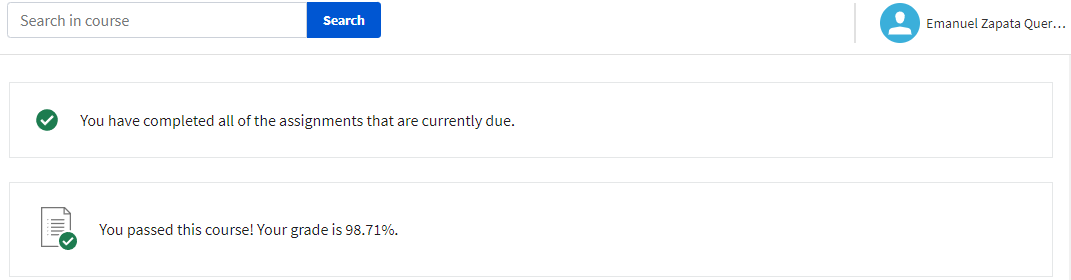 Search in course
Search
Emanuel Zapata Quer...
You have completed all of the assignments that are currently due.
You passed this course! Your grade is 98.71%.